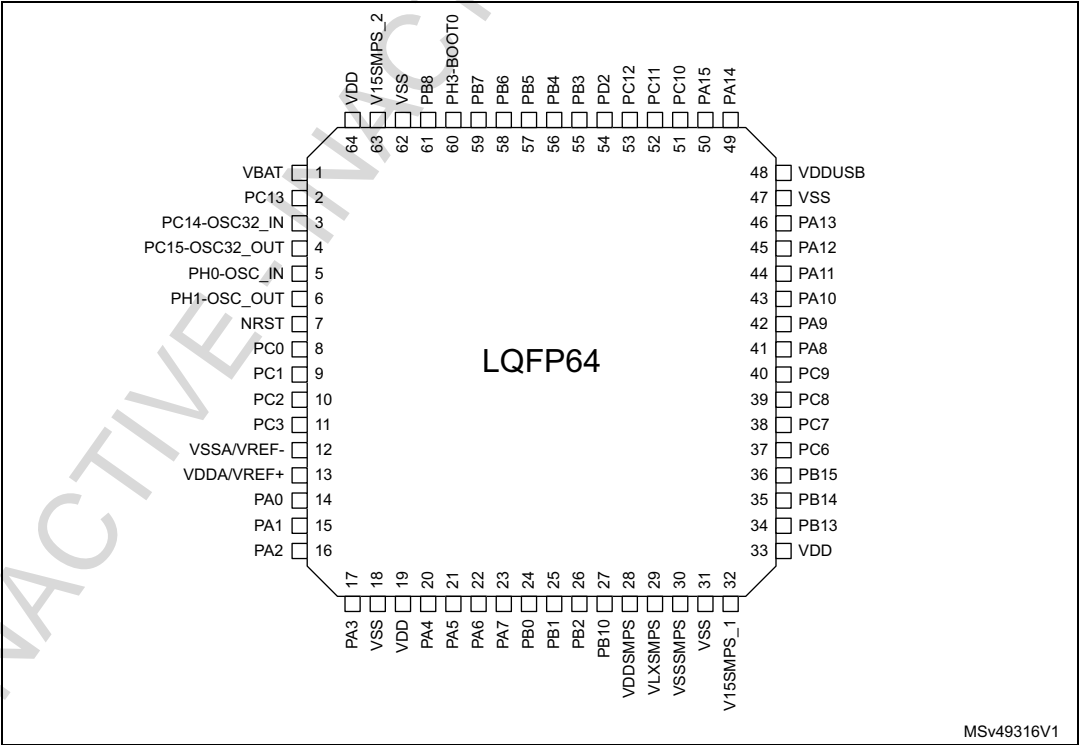 VDD
V15SMPS_2
VSS
PB8
PH3-BOOT0
PB7
PB6
PB5
PB4
PB3
PD2
PC12
PC11
PC10
PA15
PA14
64
63
62
61
60
59
58
57
56
55
54
53
52
51
50
49
VBAT 1
PC13 2
PC14-OSC32_IN 3
PC15-OSC32_OUT 4
PH0-OSC_IN 5
PH1-OSC_OUT 6
NRST 7
PC0 8
PC1 9
PC2 10
PC3 11
VSSA/VREF- 12
VDDA/VREF+ 13
PA0 14
PA1 15
PA2 16
LQFP64
48 VDDUSB
47 VSS
46 PA13
45 PA12
44 PA11
43 PA10
42 PA9
41 PA8
40 PC9
39 PC8
38 PC7
37 PC6
36 PB15
35 PB14
34 PB13
33 VDD
17
18
19
20
21
22
23
24
25
26
27
28
29
30
31
32
PA3
VSS
VDD
PA4
PA5
PA6
PA7
PB0
PB1
PB2
PB10
VDDSMPS
VLXSMPS
VSSSMPS
VSS
V15SMPS_1
MSv49316V1